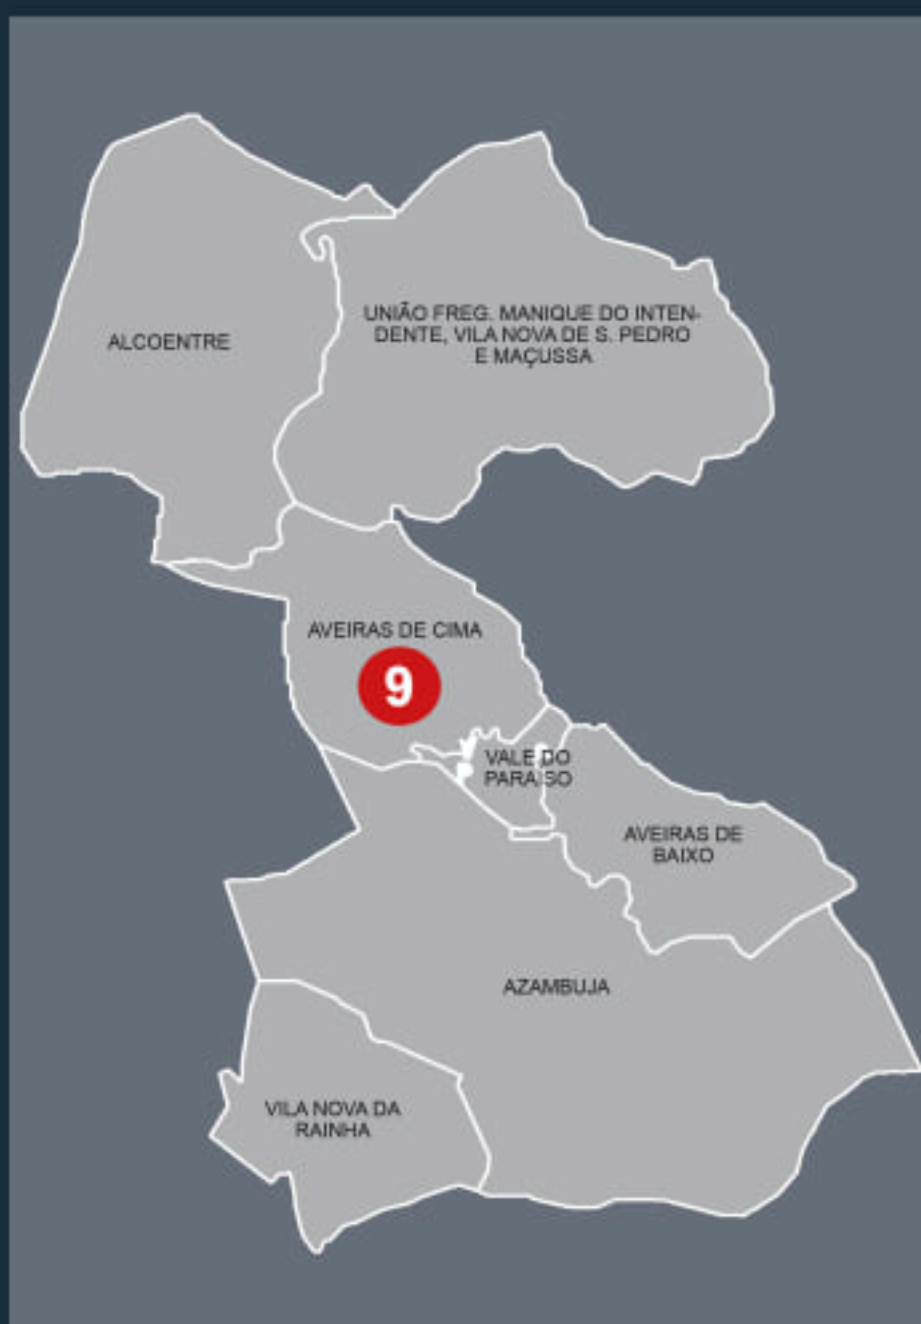 UNIÃO FREG. MANIQUE DO INTEN-
DENTE, VILA NOVA DE S. PEDRO
E MAÇUSSA
ALCOENTRE
AVEIRAS DE CIMA
9
VALE DO
PARAISO
AVEIRAS DE
BAIXO
AZAMBUJA
VILA NOVA DA
RAINHA